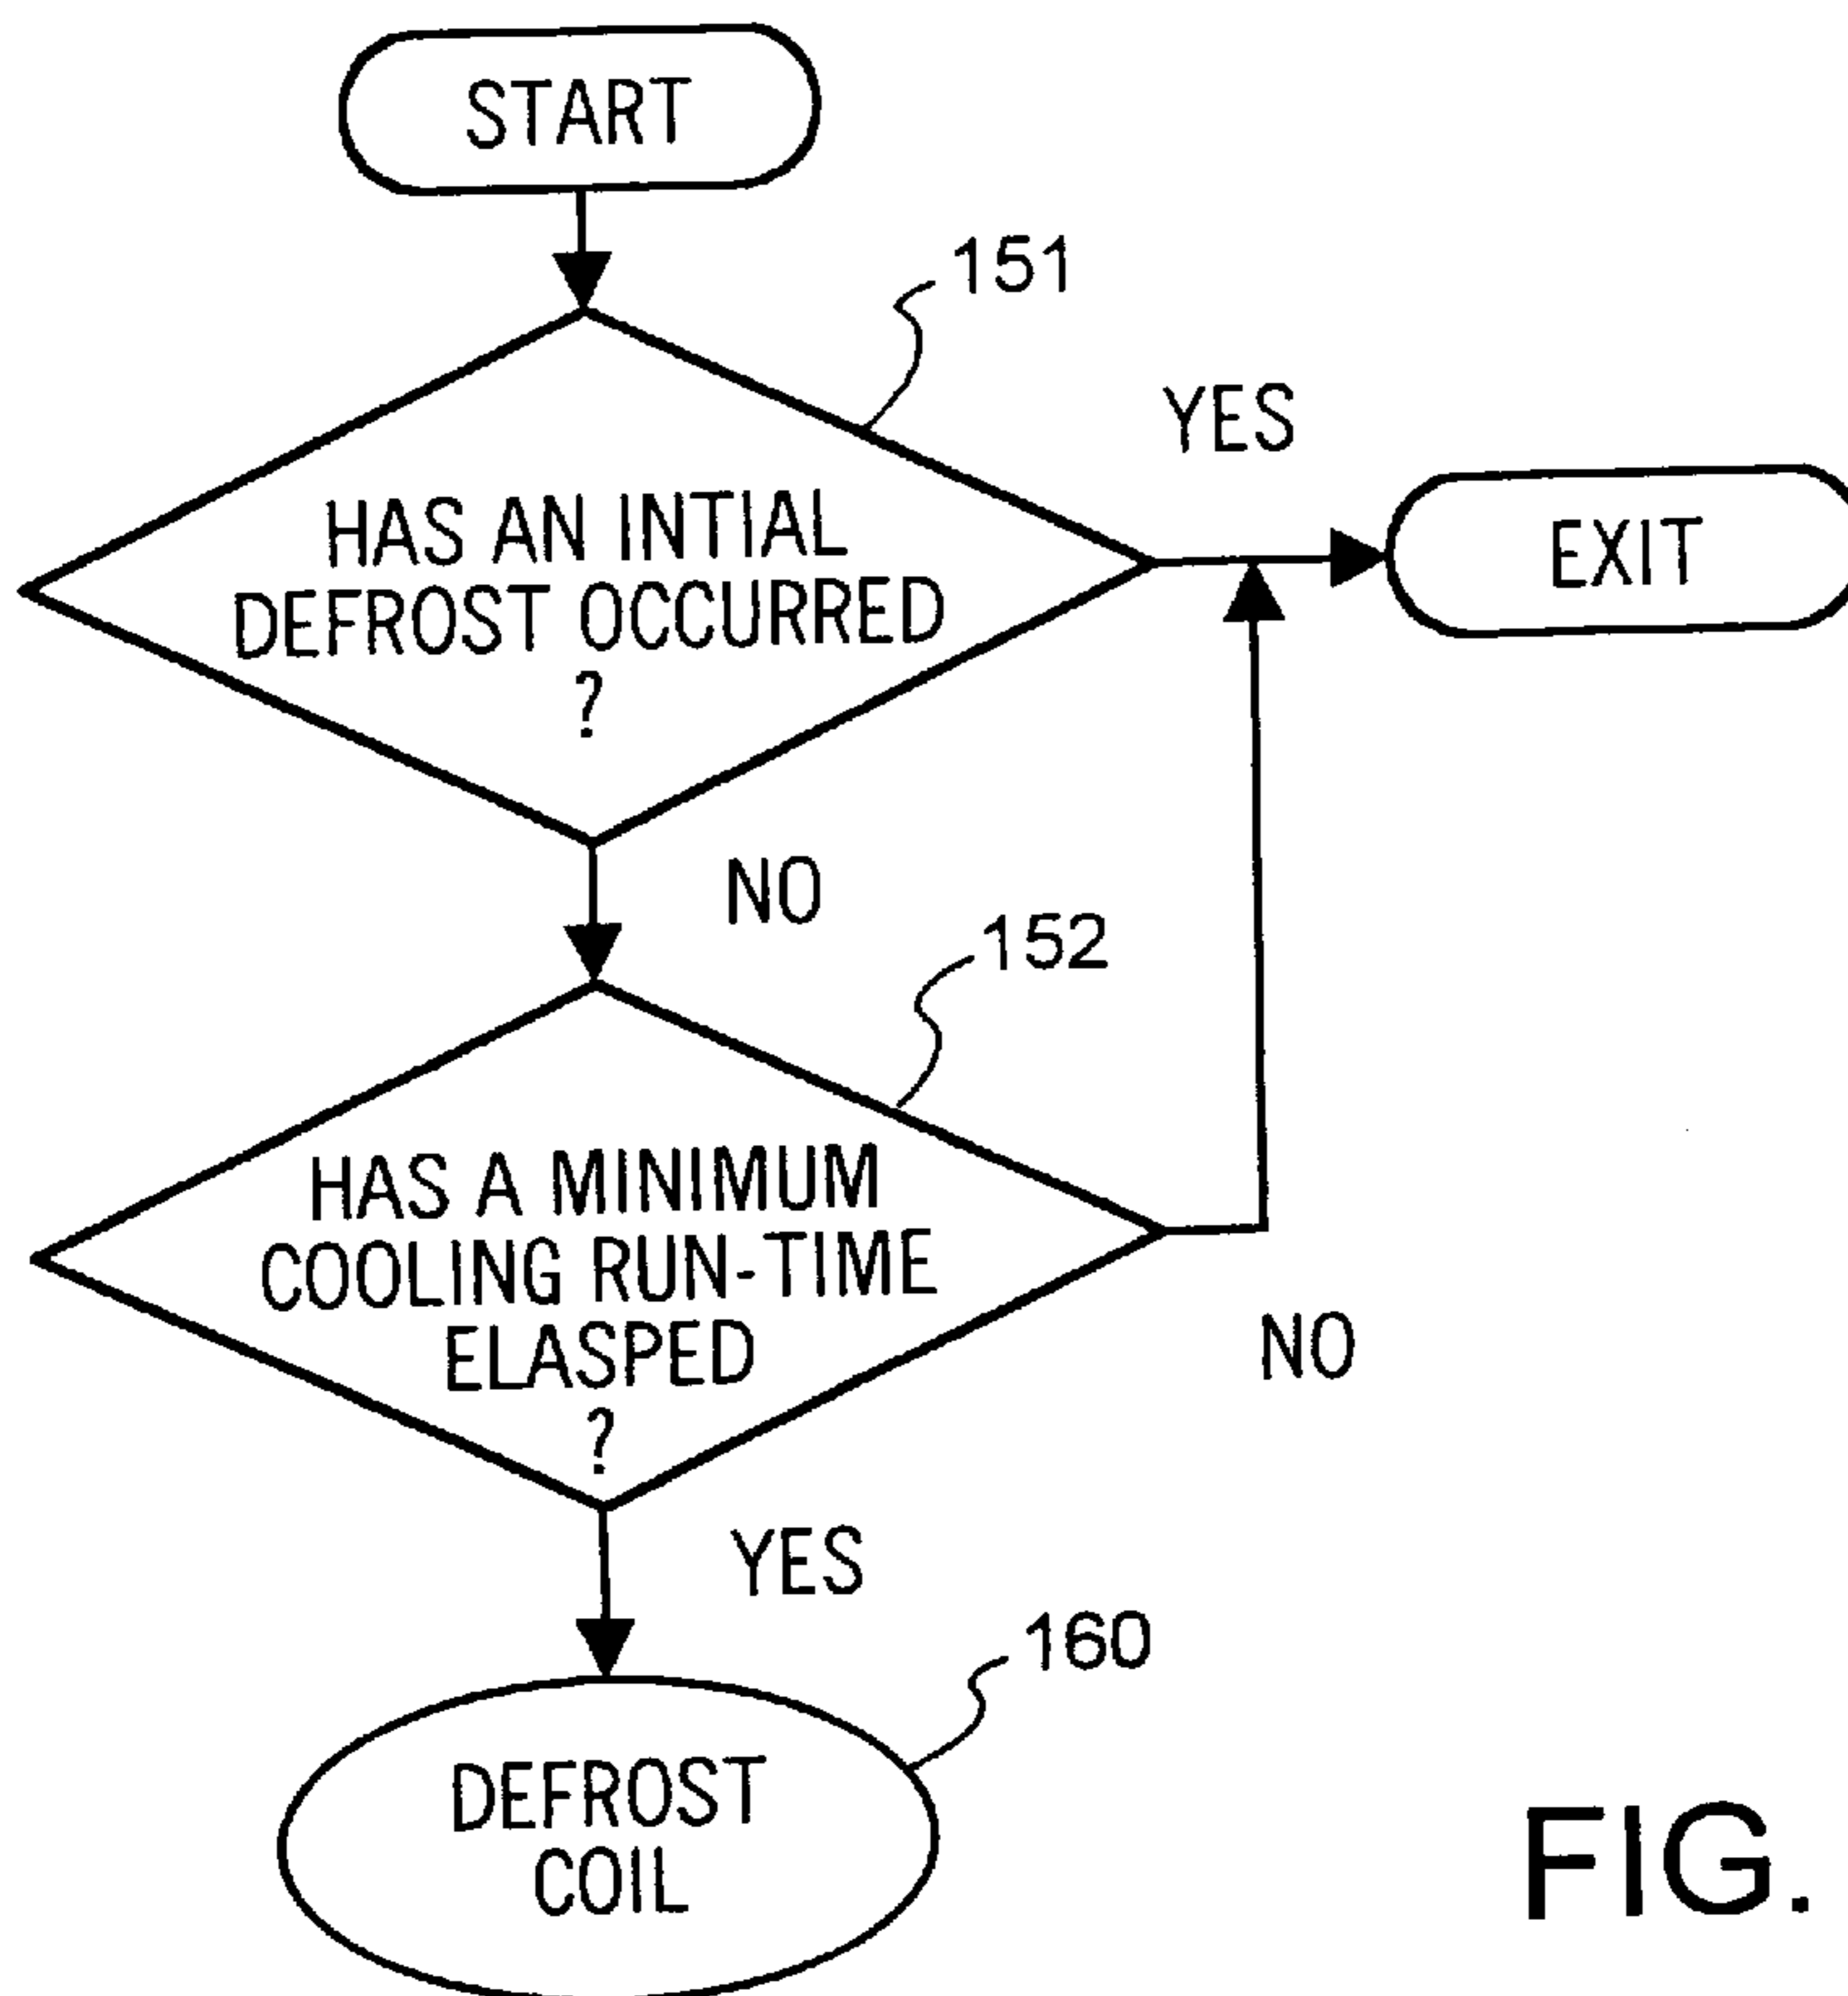 START
151
YES
HAS AN INTIAL
DEFROST OCCURRED
?
EXIT
NO
152
HAS A MINIMUM
COOLING RUN-TIME
ELASPED
?
NO
YES
160
DEFROST
COIL
FIG.